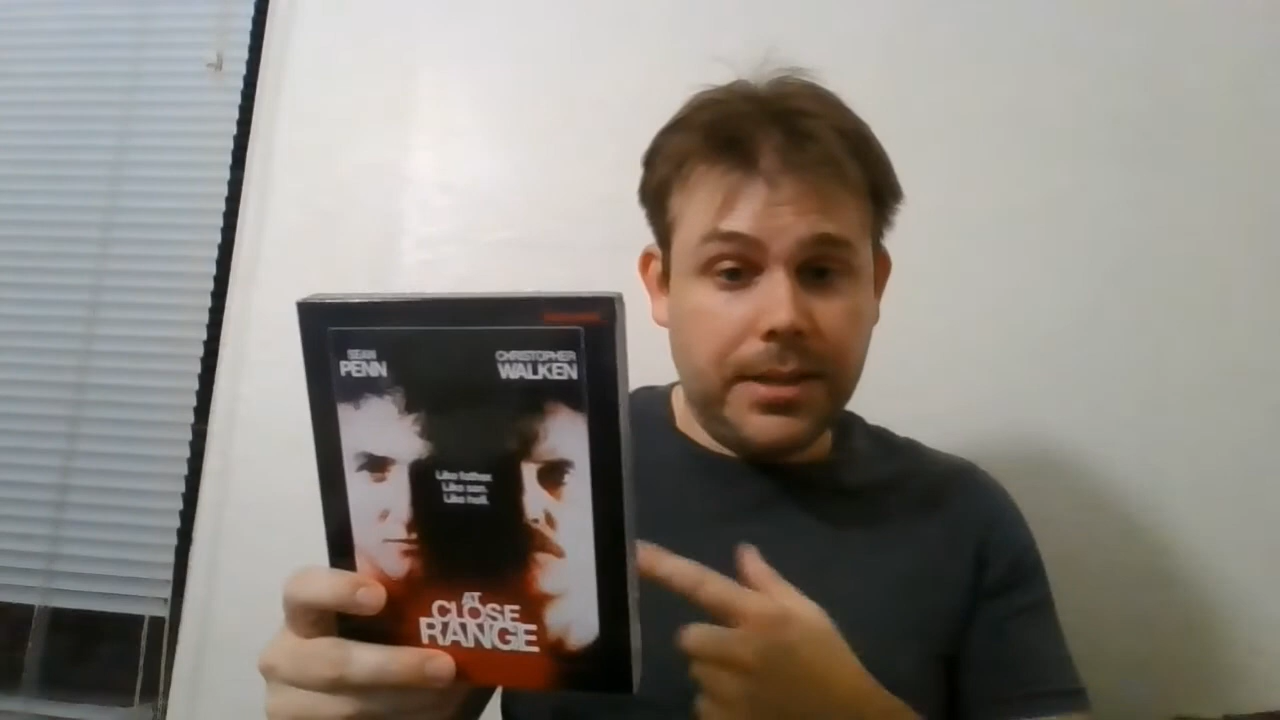 SEAN
PENN
CHRISTOPHER
WALKEN
Like father.
Like son.
Like hell.
AT
CLOSE
RANGE